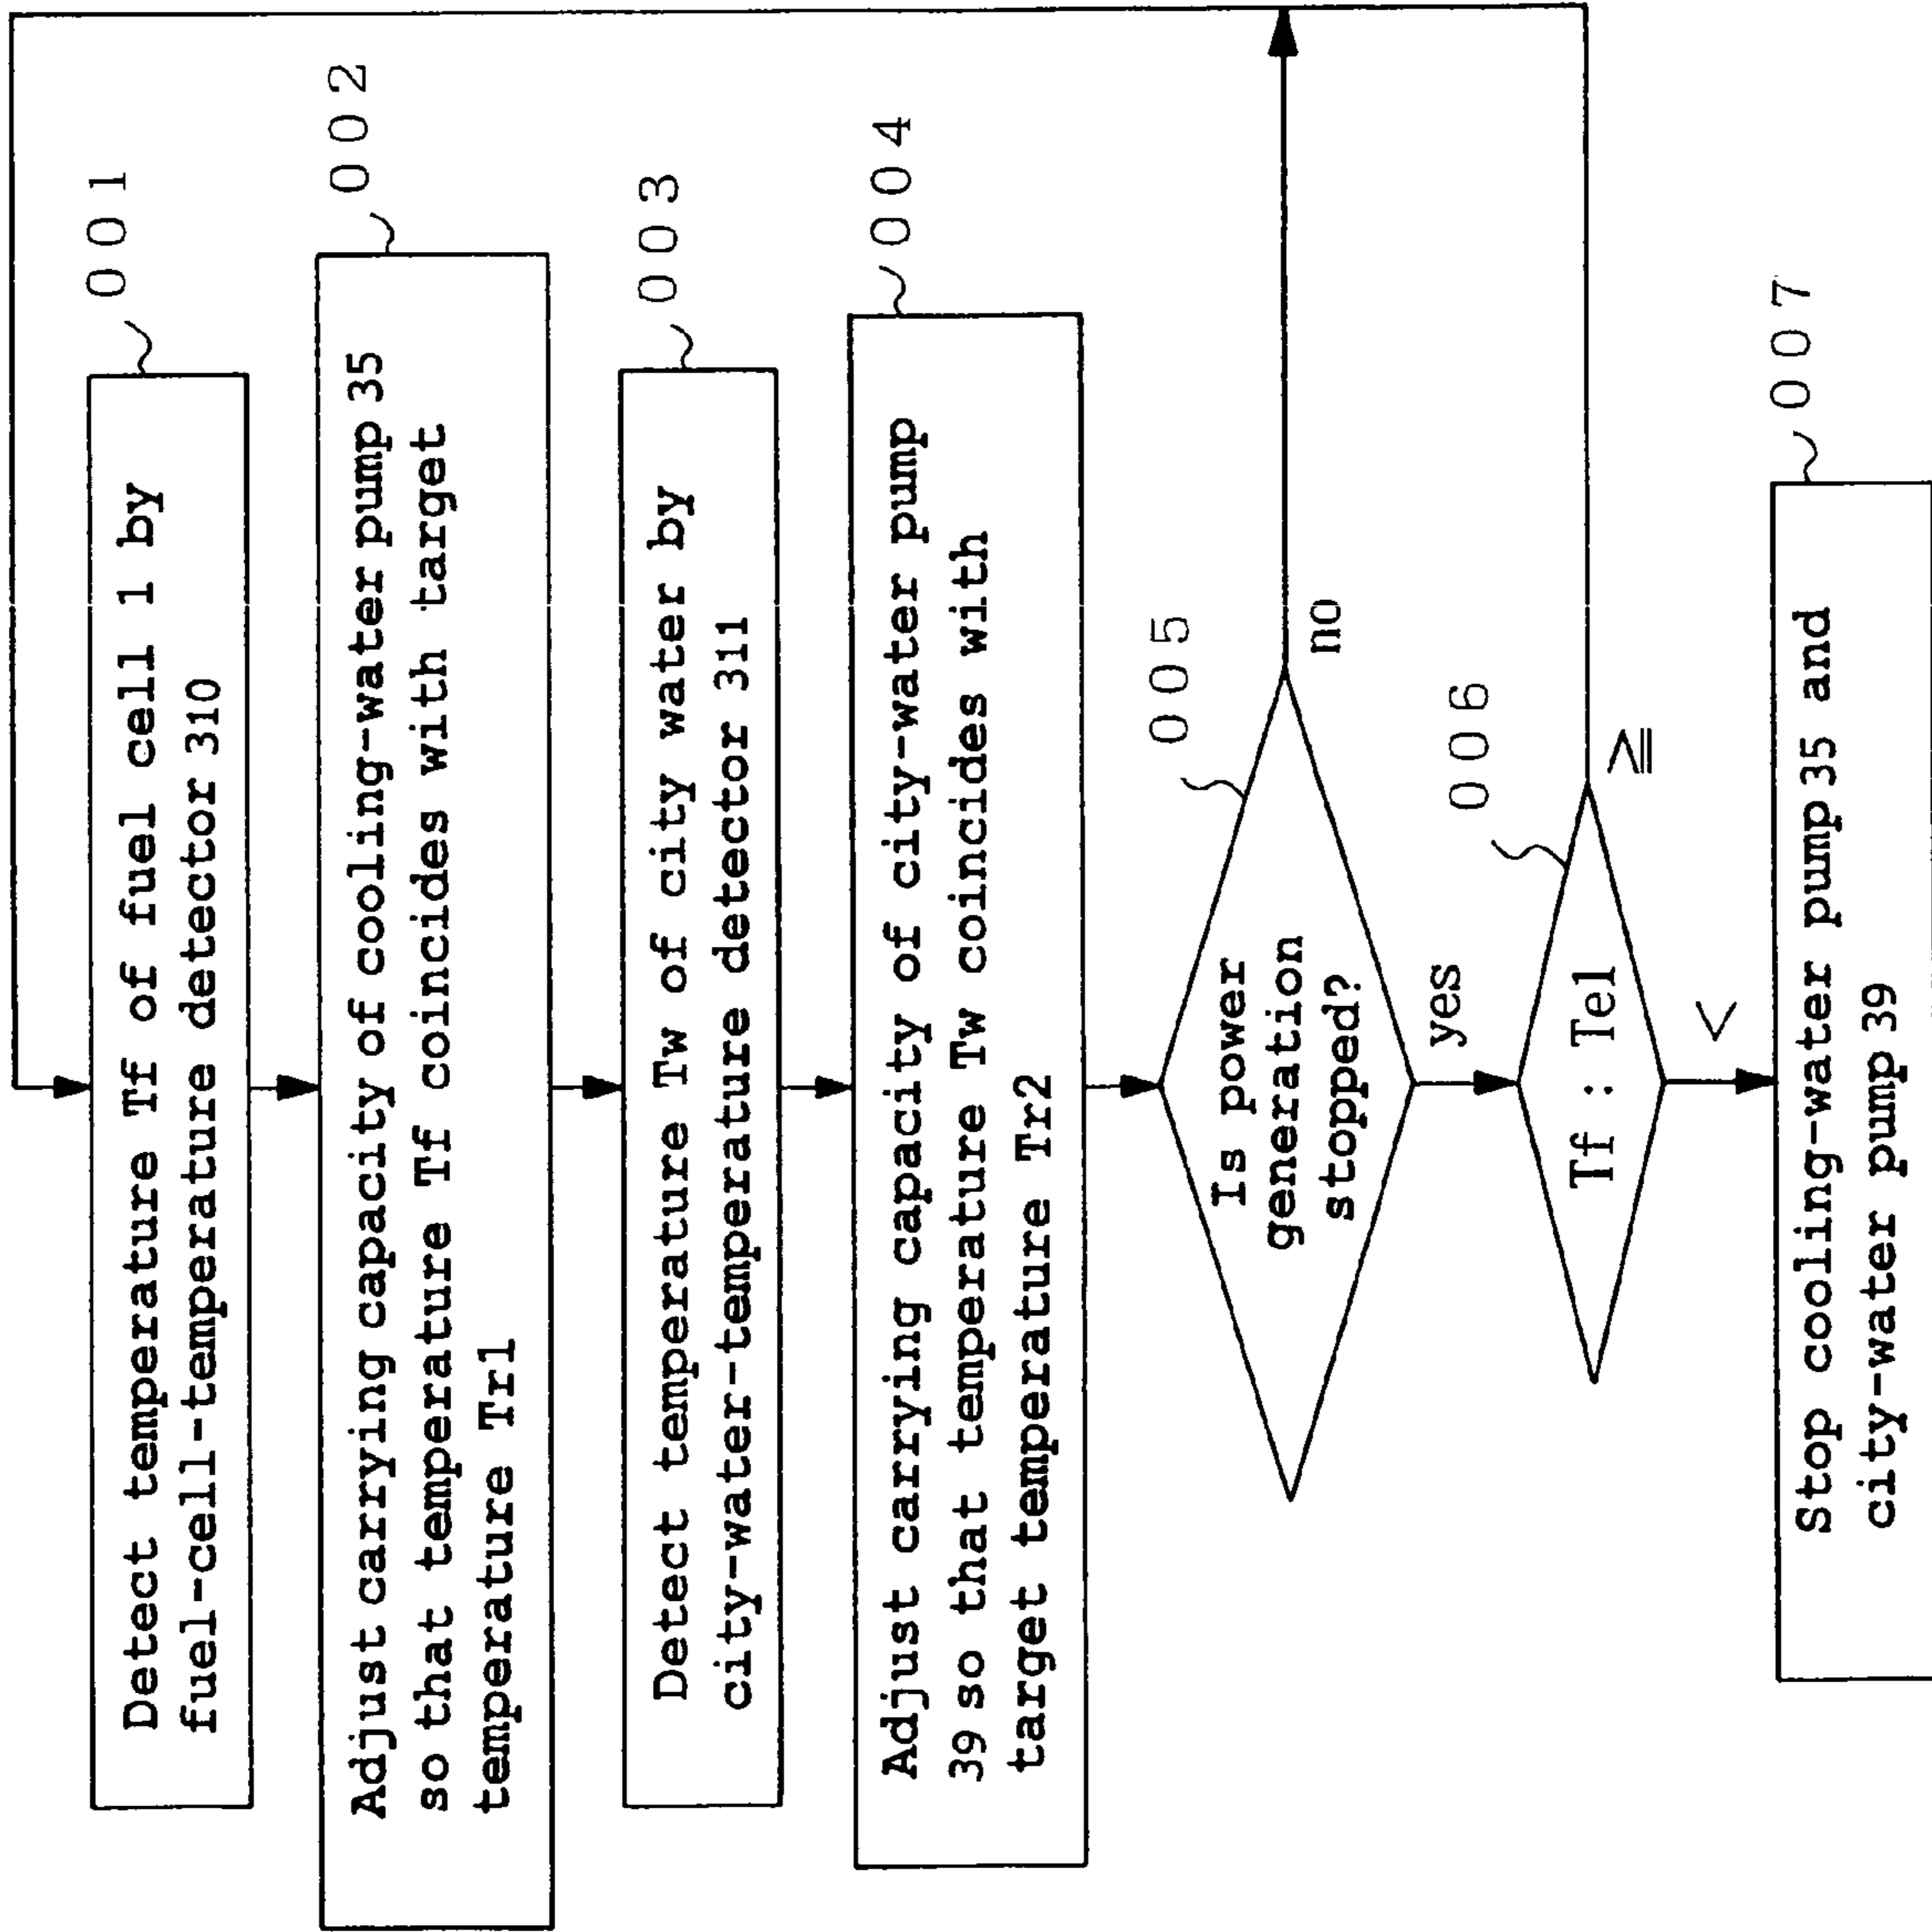 001
Detect temperature Tf of fuel cell 1 by
fuel-cell-temperature detector 310
002
Adjust carrying capacity of cooling-water pump 35
so that temperature Tf coincides with target
temperature Tr1
003
Detect temperature Tw of city water by
city-water-temperature detector 311
004
Adjust carrying capacity of city-water pump
39 so that temperature Tw coincides with
target temperature Tr2
005
Is power
generation
stopped?
no
yes
006
Tf : Te1
≧
<
007
Stop cooling-water pump 35 and
city-water pump 39